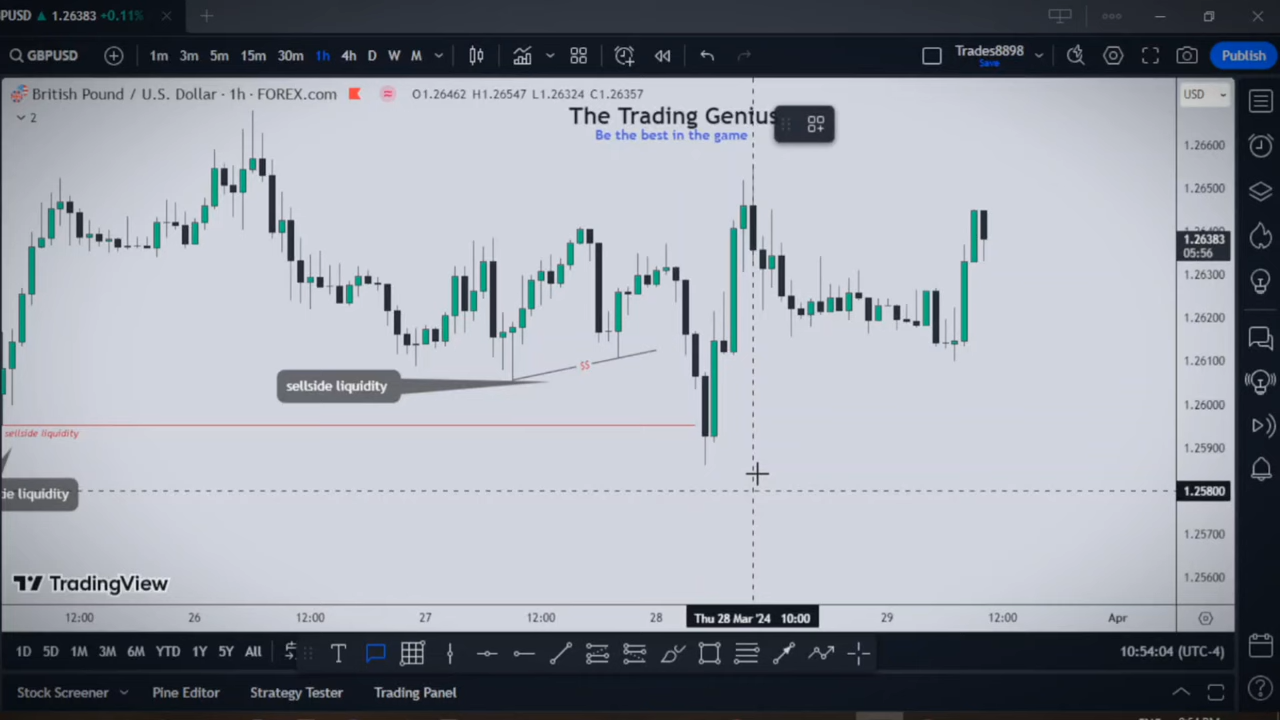 PUSD 1.26383 +0.11%
GBPUSD 1m 3m 5m 15m 30m 1h 4h D W M Trades8898 Save Publish
British Pound / U.S. Dollar · 1h · FOREX.com O1.26462 H1.26547 L1.26324 C1.26357 USD
2
The Trading Genius
Be the best in the game
1.26600
1.26500
1.26383
05:56
1.26300
1.26200
1.26100
1.26000
1.25900
1.25800
1.25700
1.25600
sellside liquidity
$$
sellside liquidity
ie liquidity
TradingView
12:00 26 12:00 27 12:00 28 Thu 28 Mar '24 10:00 29 12:00 Apr
1D 5D 1M 3M 6M YTD 1Y 5Y All 10:54:04 (UTC-4)
Stock Screener Pine Editor Strategy Tester Trading Panel